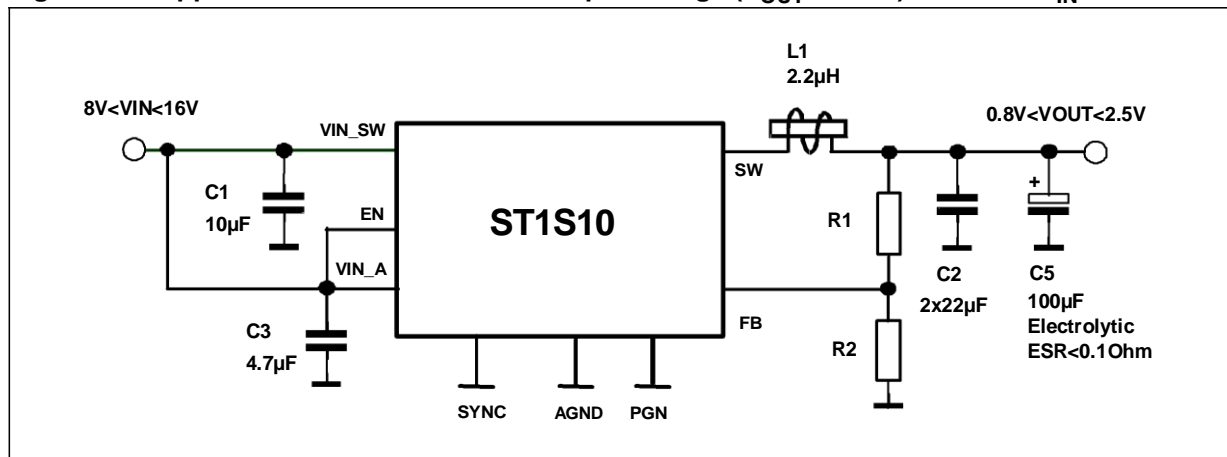 L1
2.2µH
8V<VIN<16V
0.8V<VOUT<2.5V
VIN_SW
SW
C1
10µF
EN
ST1S10
R1
VIN_A
C2
2x22µF
+
C5
100µF
Electrolytic
ESR<0.1Ohm
C3
4.7µF
FB
R2
SYNC
AGND
PGN